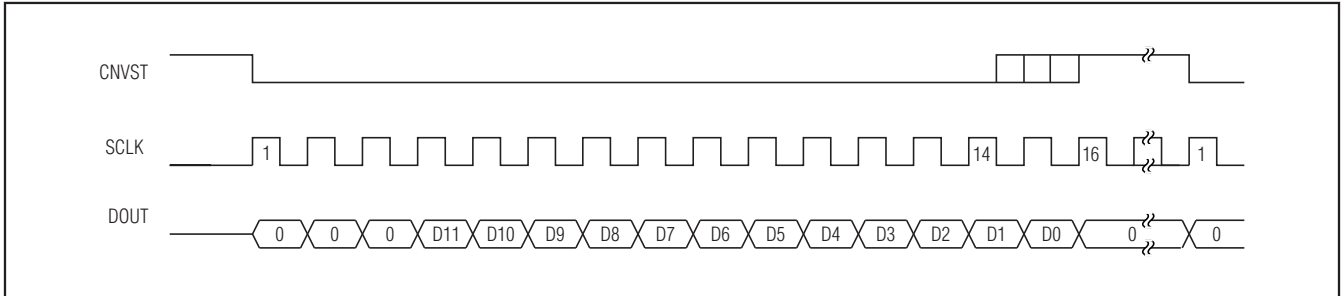 CNVST
SCLK 1 14 16 1
DOUT 0 0 0 D11 D10 D9 D8 D7 D6 D5 D4 D3 D2 D1 D0 0 0